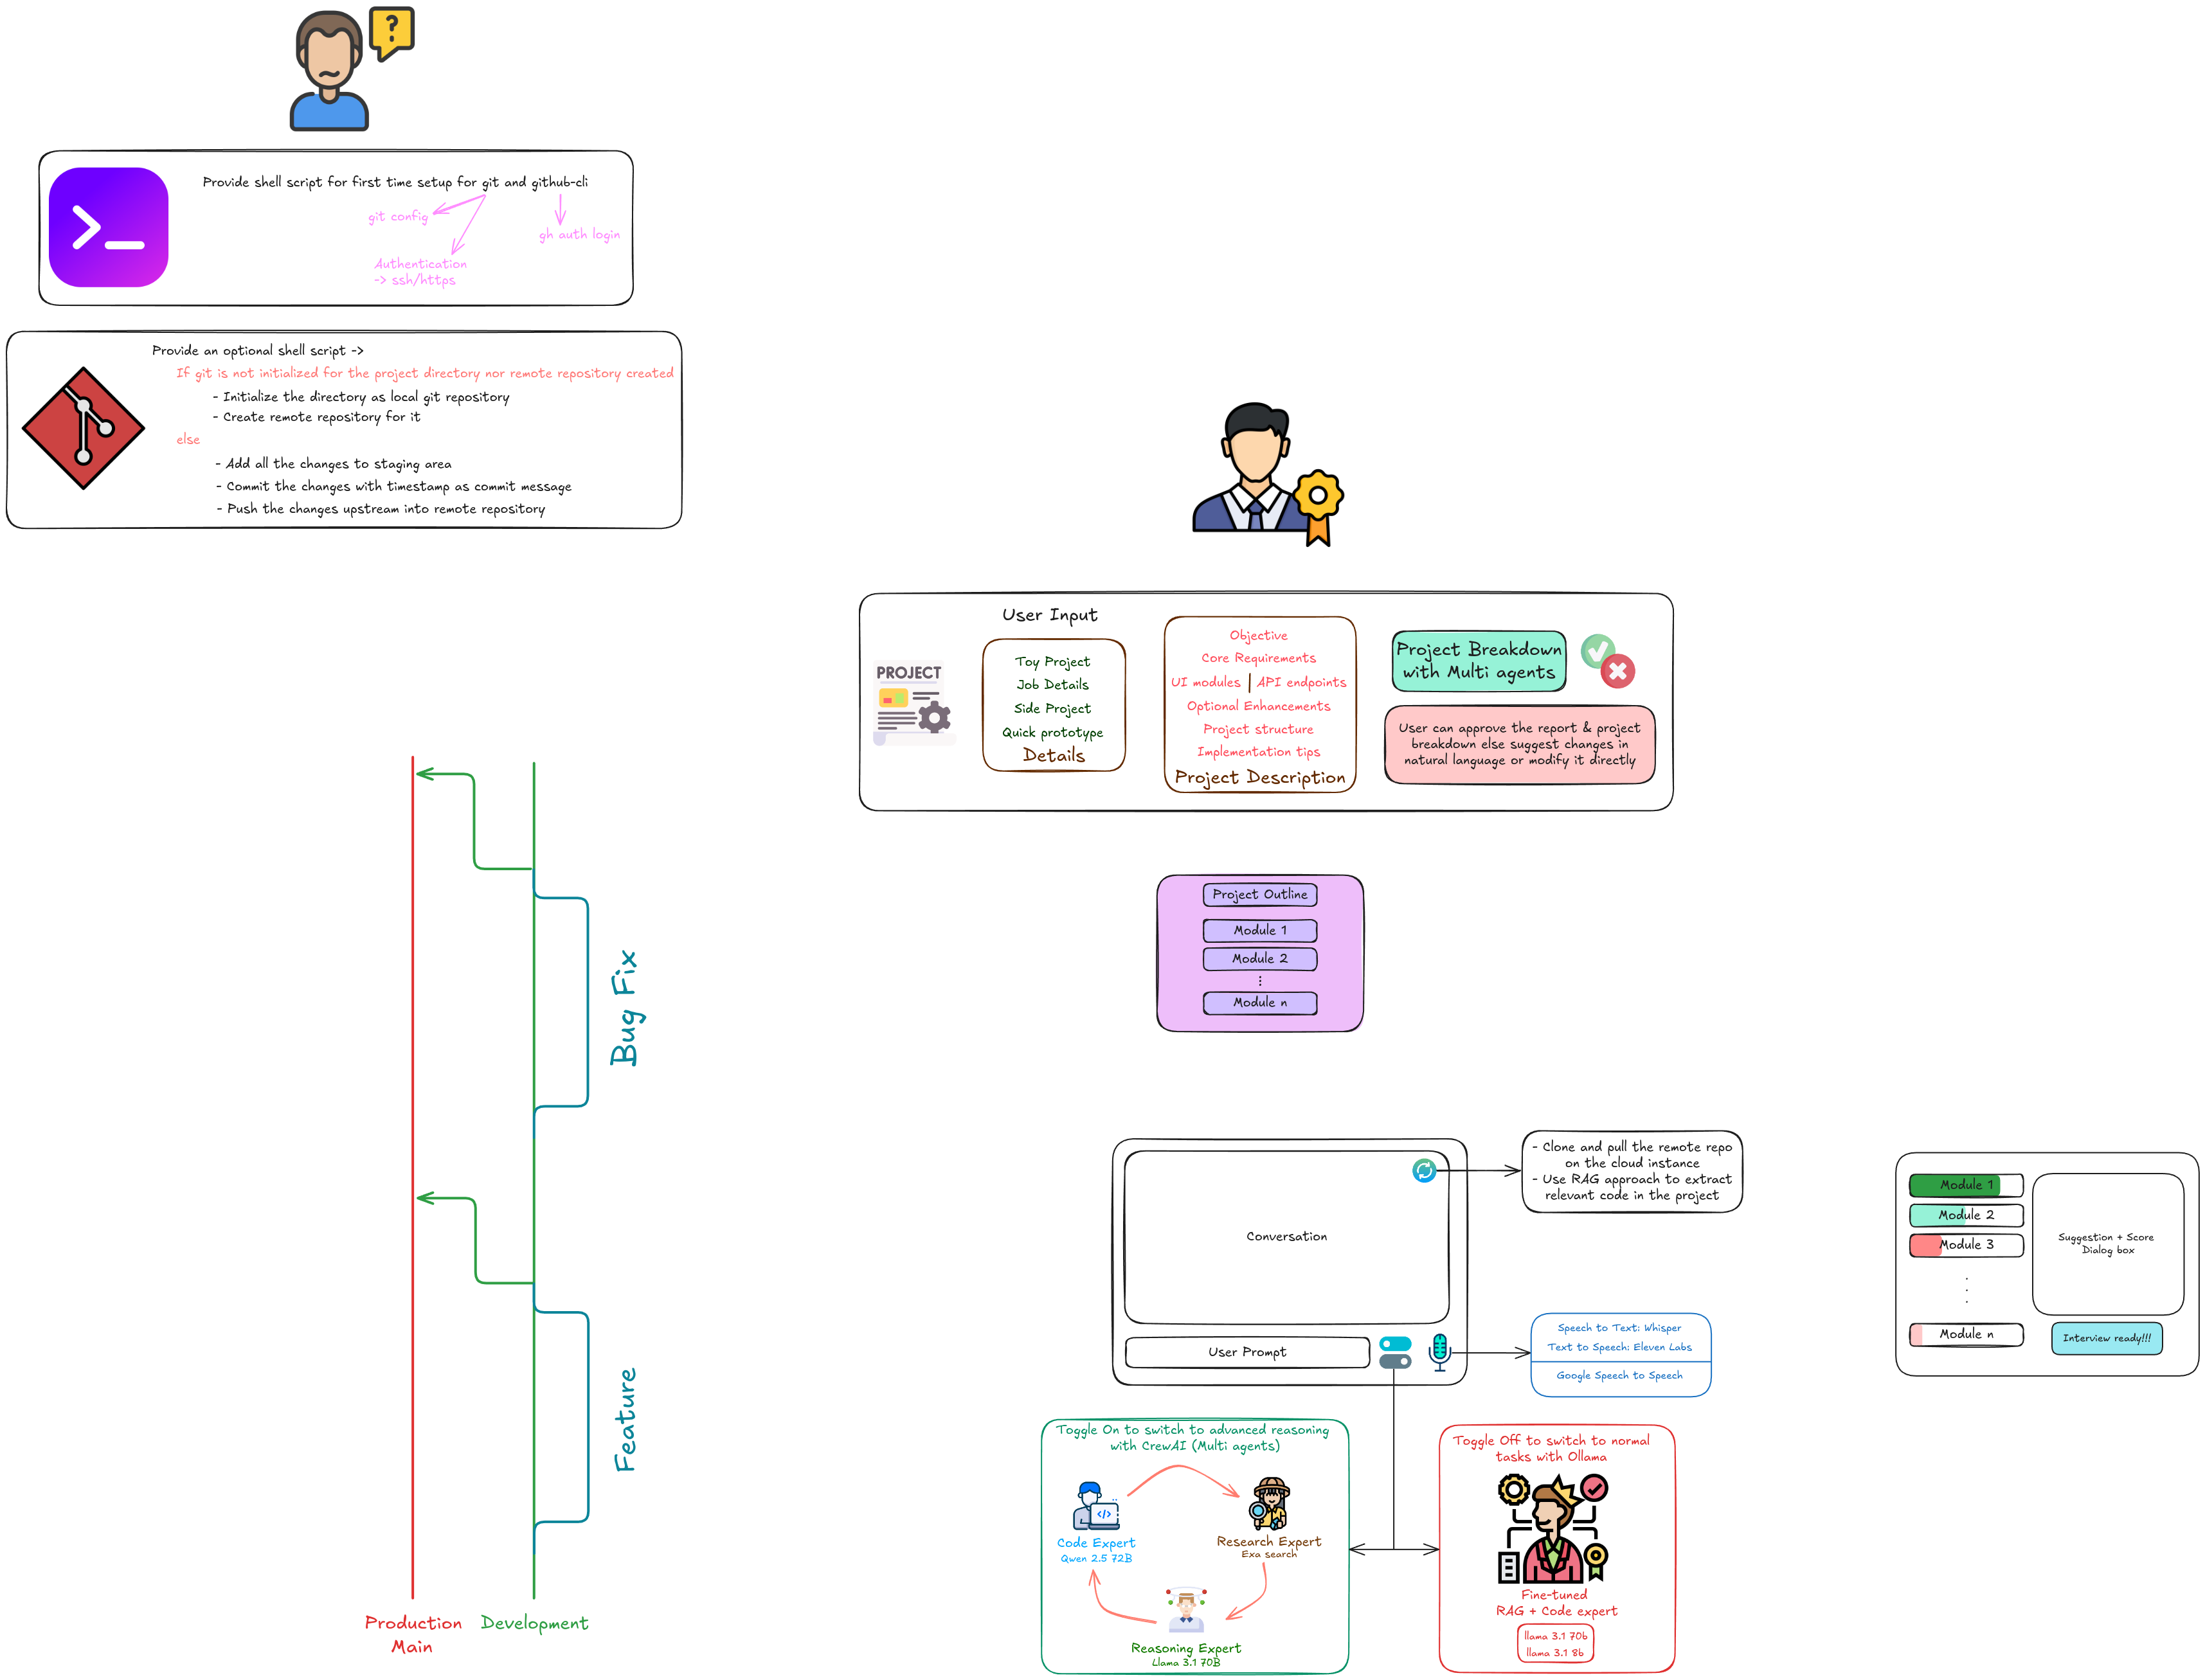 ?
Provide shell script for first time setup for git and github-cli
git config
gh auth login
Authentication
-> ssh/https
Provide an optional shell script ->
If git is not initialized for the project directory nor remote repository created
- Initialize the directory as local git repository
- Create remote repository for it
else
- Add all the changes to staging area
- Commit the changes with timestamp as commit message
- Push the changes upstream into remote repository
Bug Fix
Feature
Production
Main
Development
PROJECT
User Input
Toy Project
Job Details
Side Project
Quick prototype
Details
Objective
Core Requirements
UI modules | API endpoints
Optional Enhancements
Project structure
Implementation tips
Project Description
Project Breakdown
with Multi agents
User can approve the report & project
breakdown else suggest changes in
natural language or modify it directly
Project Outline
Module 1
Module 2
⋮
Module n
Conversation
User Prompt
- Clone and pull the remote repo
on the cloud instance
- Use RAG approach to extract
relevant code in the project
Speech to Text: Whisper
Text to Speech: Eleven Labs
Google Speech to Speech
Toggle On to switch to advanced reasoning
with CrewAI (Multi agents)
</>
Code Expert
Qwen 2.5 72B
Research Expert
Exa search
Reasoning Expert
Llama 3.1 70B
Toggle Off to switch to normal
tasks with Ollama
Fine-tuned
RAG + Code expert
llama 3.1 70b
llama 3.1 8b
Module 1
Module 2
Module 3
.
.
.
Module n
Suggestion + Score
Dialog box
Interview ready!!!